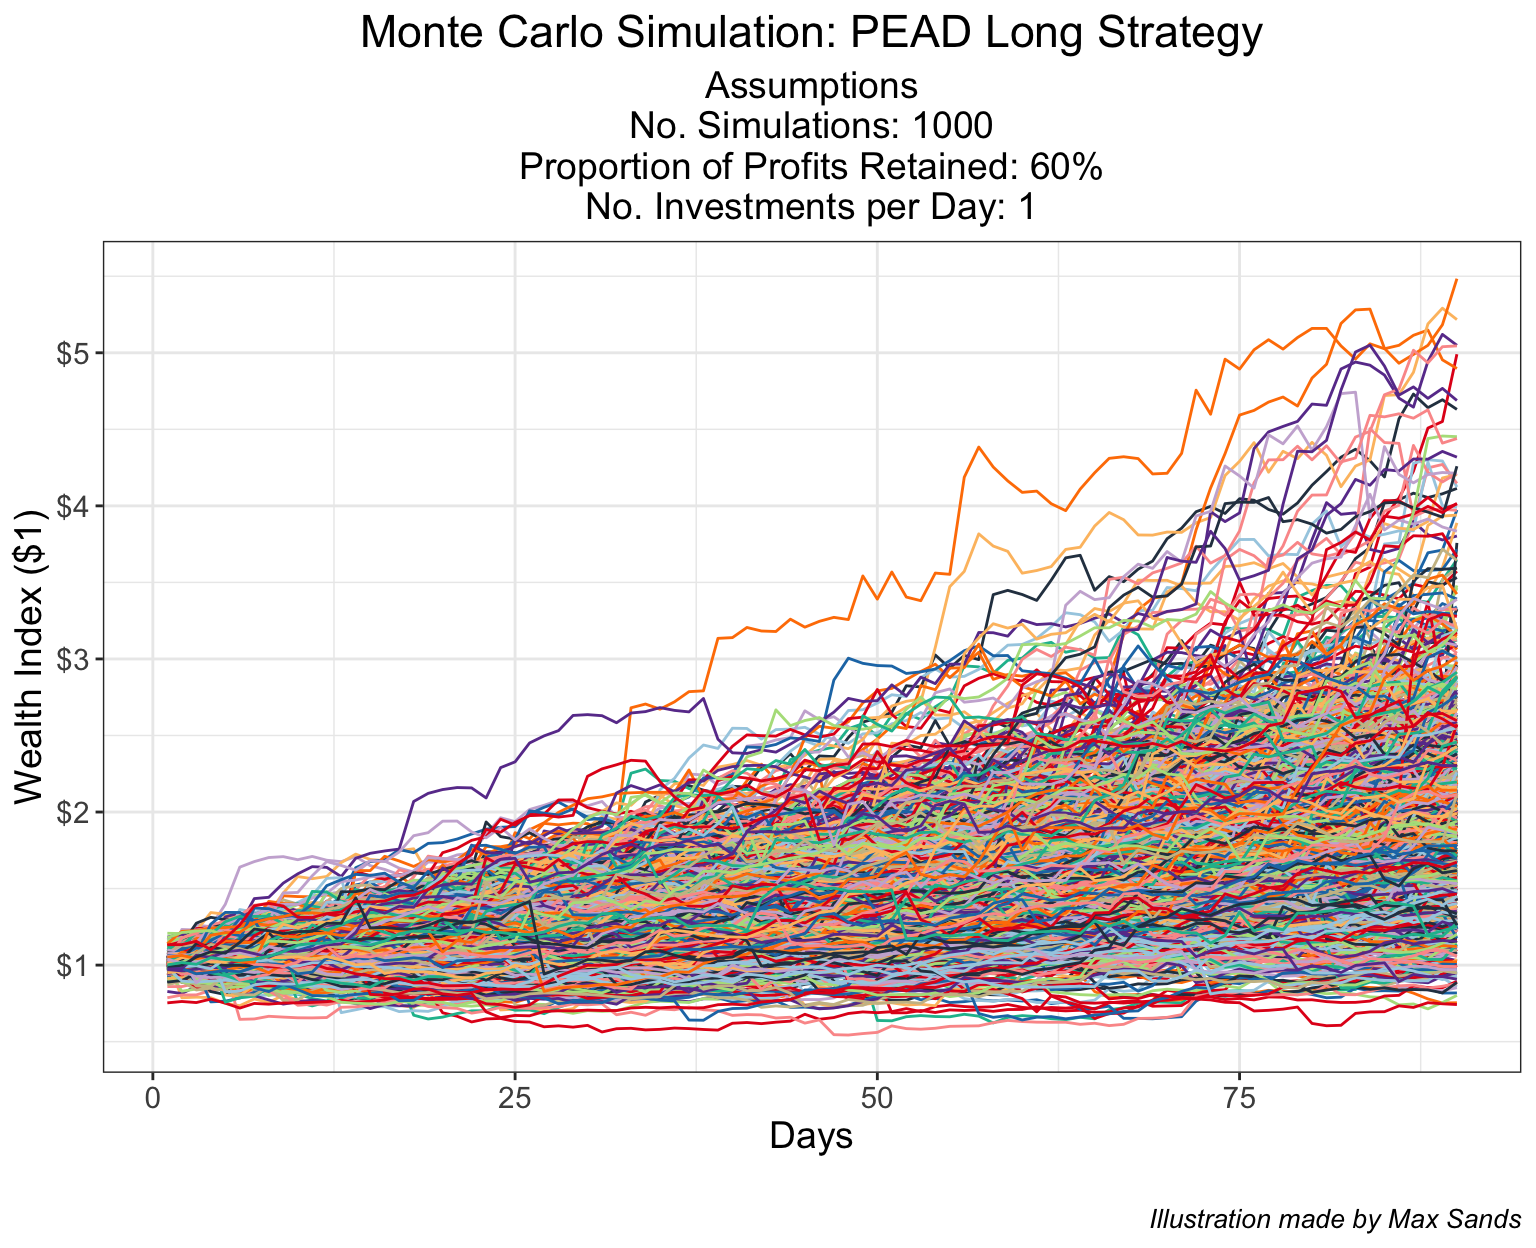 Monte Carlo Simulation: PEAD Long Strategy
Assumptions
No. Simulations: 1000
Proportion of Profits Retained: 60%
No. Investments per Day: 1
Wealth Index ($1)
$5
$4
$3
$2
$1
0 25 50 75
Days
Illustration made by Max Sands